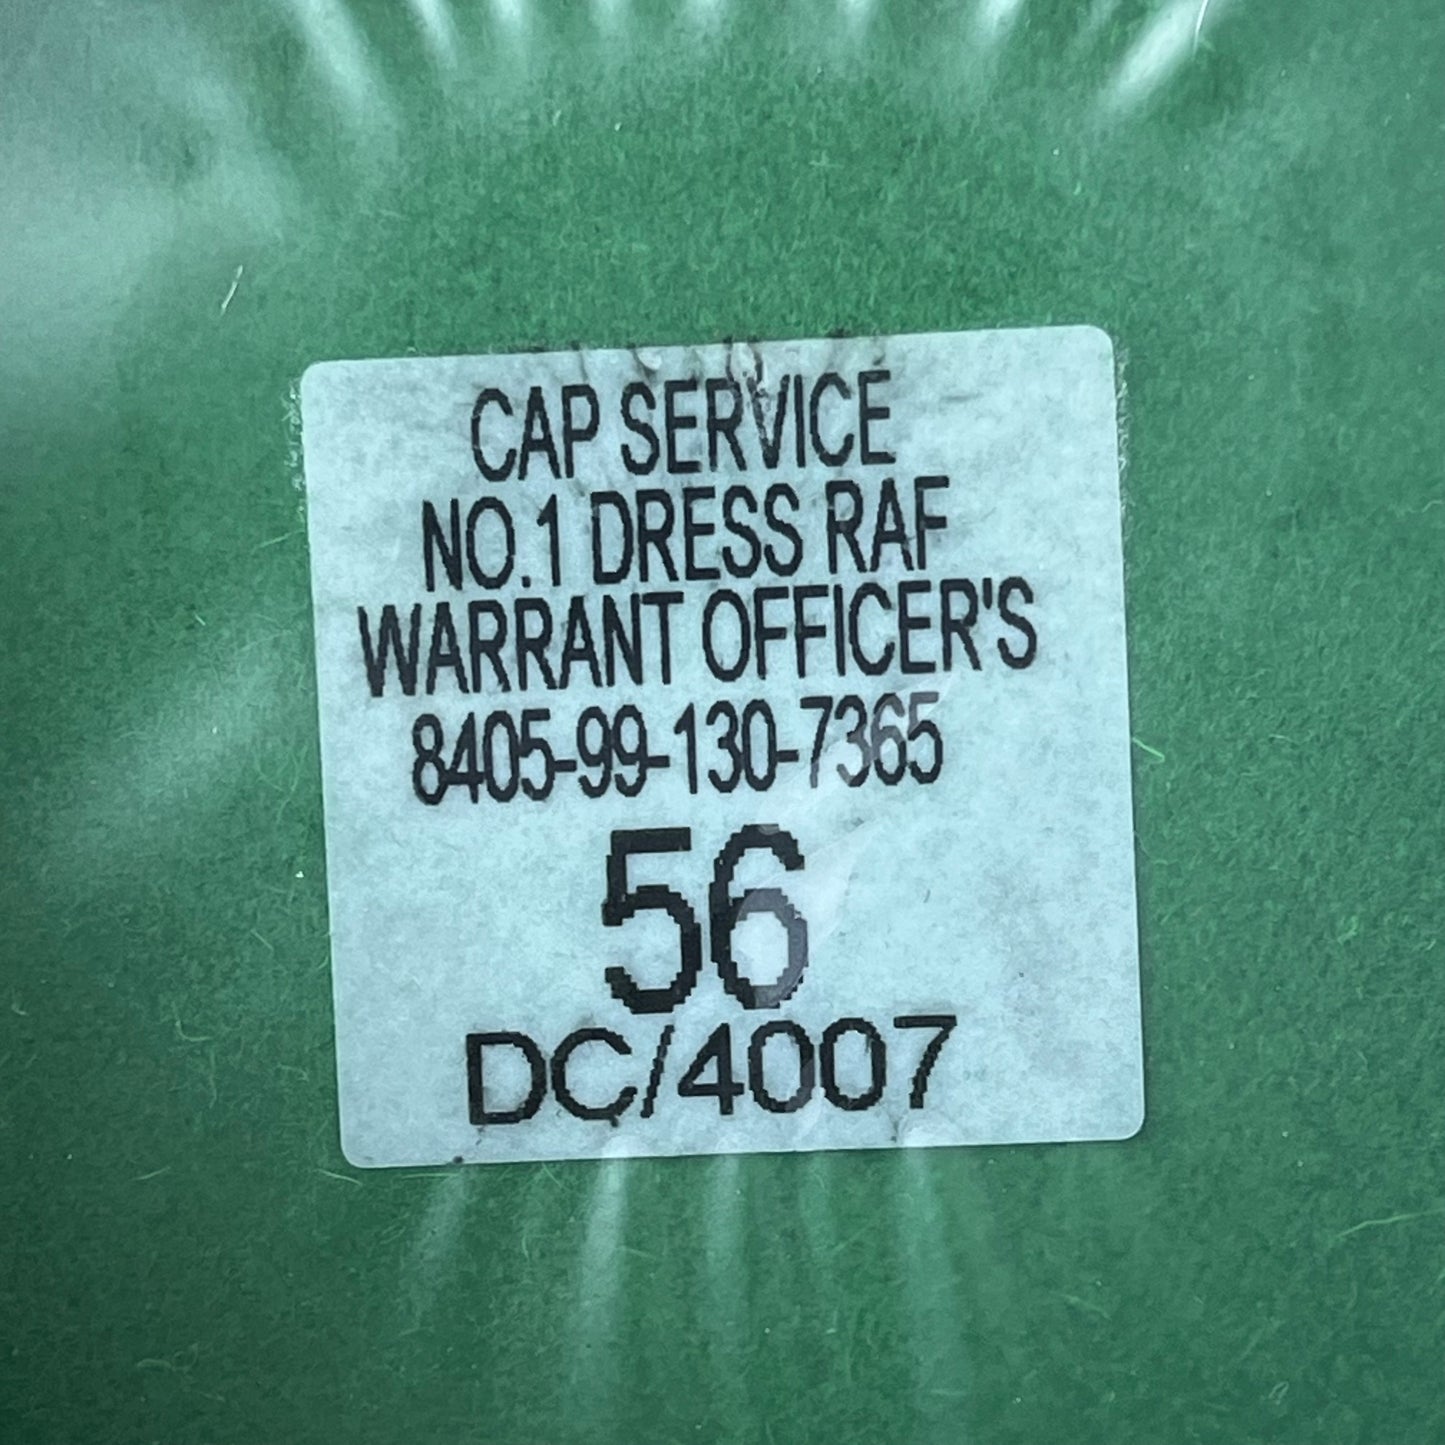 CAP SERVICE
NO.1 DRESS RAF
WARRANT OFFICER'S
8405-99-130-7365
56
DC/4007